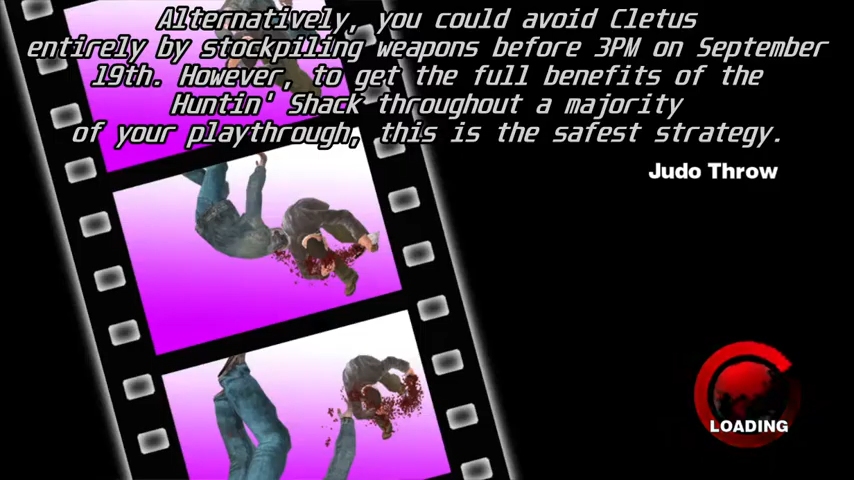 Alternatively, you could avoid Cletus
entirely by stockpiling weapons before 3PM on September
19th. However, to get the full benefits of the
Huntin' Shack throughout a majority
of your playthrough, this is the safest strategy.
Judo Throw
LOADING